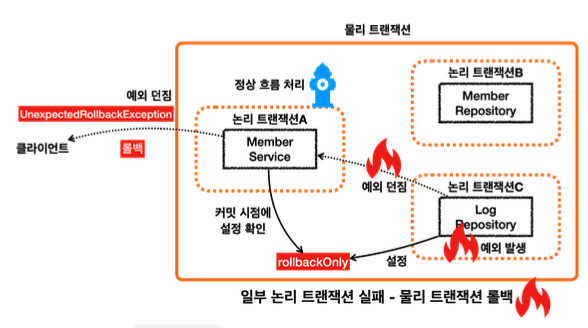 물리 트랜잭션
논리 트랜잭션B
Member
Repository
정상 흐름 처리
예외 던짐
UnexpectedRollbackException
논리 트랜잭션A
Member
Service
클라이언트
롤백
예외 던짐
논리 트랜잭션C
Log
Repository
예외 발생
커밋 시점에
설정 확인
rollbackOnly
설정
일부 논리 트랜잭션 실패 - 물리 트랜잭션 롤백